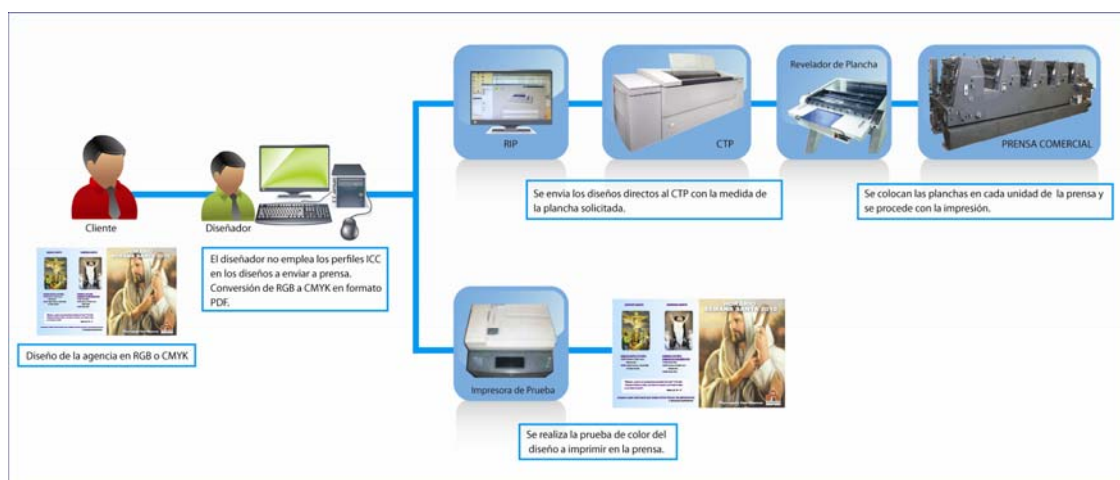 RIP
CTP
Revelador de Plancha
PRENSA COMERCIAL
Se envia los diseños directos al CTP con la medida de
la plancha solicitada.
Se colocan las planchas en cada unidad de la prensa y
se procede con la impresión.
Cliente
Diseñador
El diseñador no emplea los perfiles ICC
en los diseños a enviar a prensa.
Conversión de RGB a CMYK en formato
PDF.
Diseño de la agencia en RGB o CMYK
Impresora de Prueba
SEMANA SANTA 2010
Se realiza la prueba de color del
diseño a imprimir en la prensa.